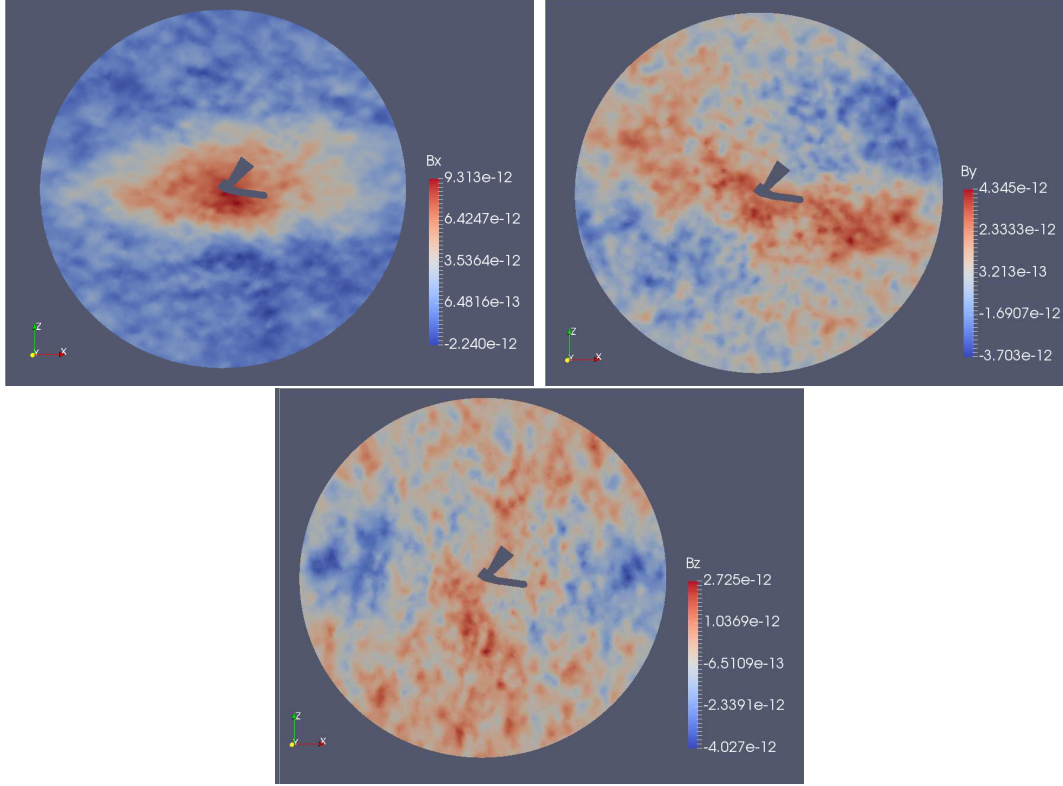 Bx
9.313e-12
6.4247e-12
3.5364e-12
6.4816e-13
-2.240e-12
Z
Y
X
By
4.345e-12
2.3333e-12
3.213e-13
-1.6907e-12
-3.703e-12
Z
Y
X
Bz
2.725e-12
1.0369e-12
-6.5109e-13
-2.3391e-12
-4.027e-12
Z
Y
X